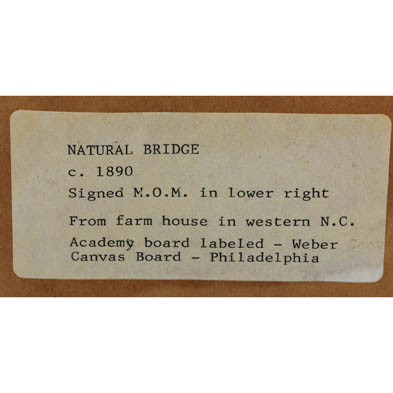 NATURAL BRIDGE
c. 1890
Signed M.O.M. in lower right
From farm house in western N.C.
Academy board labeled - Weber Canv
Canvas Board - Philadelphia